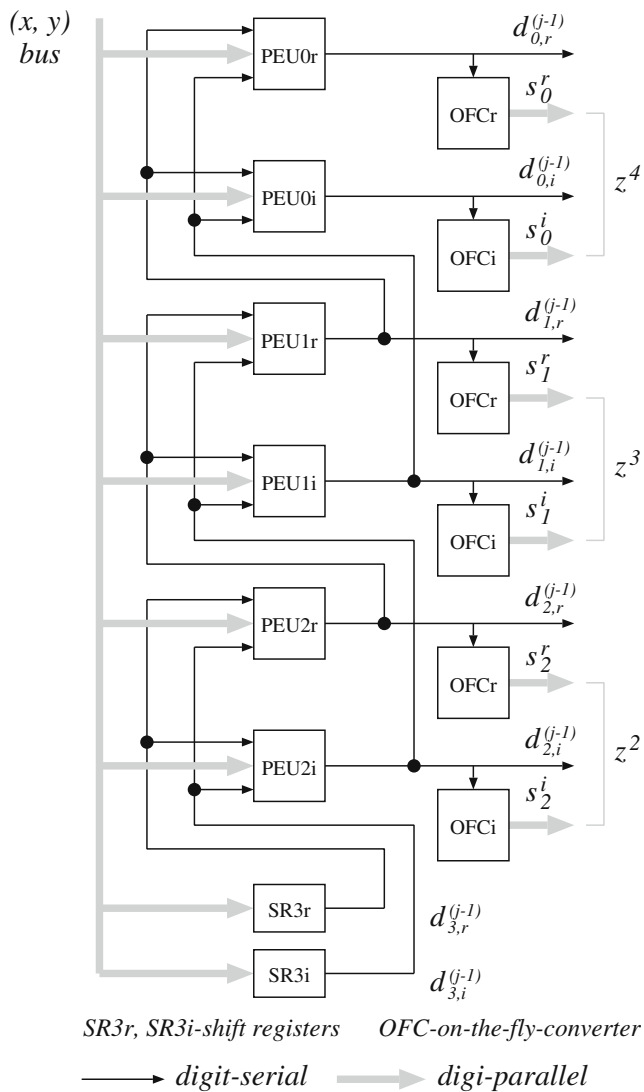 (x, y)
bus
PEU0r
d_{0,r}^{(j-1)}
OFCr
s_0^r
PEU0i
d_{0,i}^{(j-1)}
z^4
OFCi
s_0^i
PEU1r
d_{1,r}^{(j-1)}
OFCr
s_1^r
PEU1i
d_{1,i}^{(j-1)}
z^3
OFCi
s_1^i
PEU2r
d_{2,r}^{(j-1)}
OFCr
s_2^r
PEU2i
d_{2,i}^{(j-1)}
z^2
OFCi
s_2^i
SR3r
d_{3,r}^{(j-1)}
SR3i
d_{3,i}^{(j-1)}
SR3r, SR3i-shift registers
OFC-on-the-fly-converter
digit-serial
digi-parallel